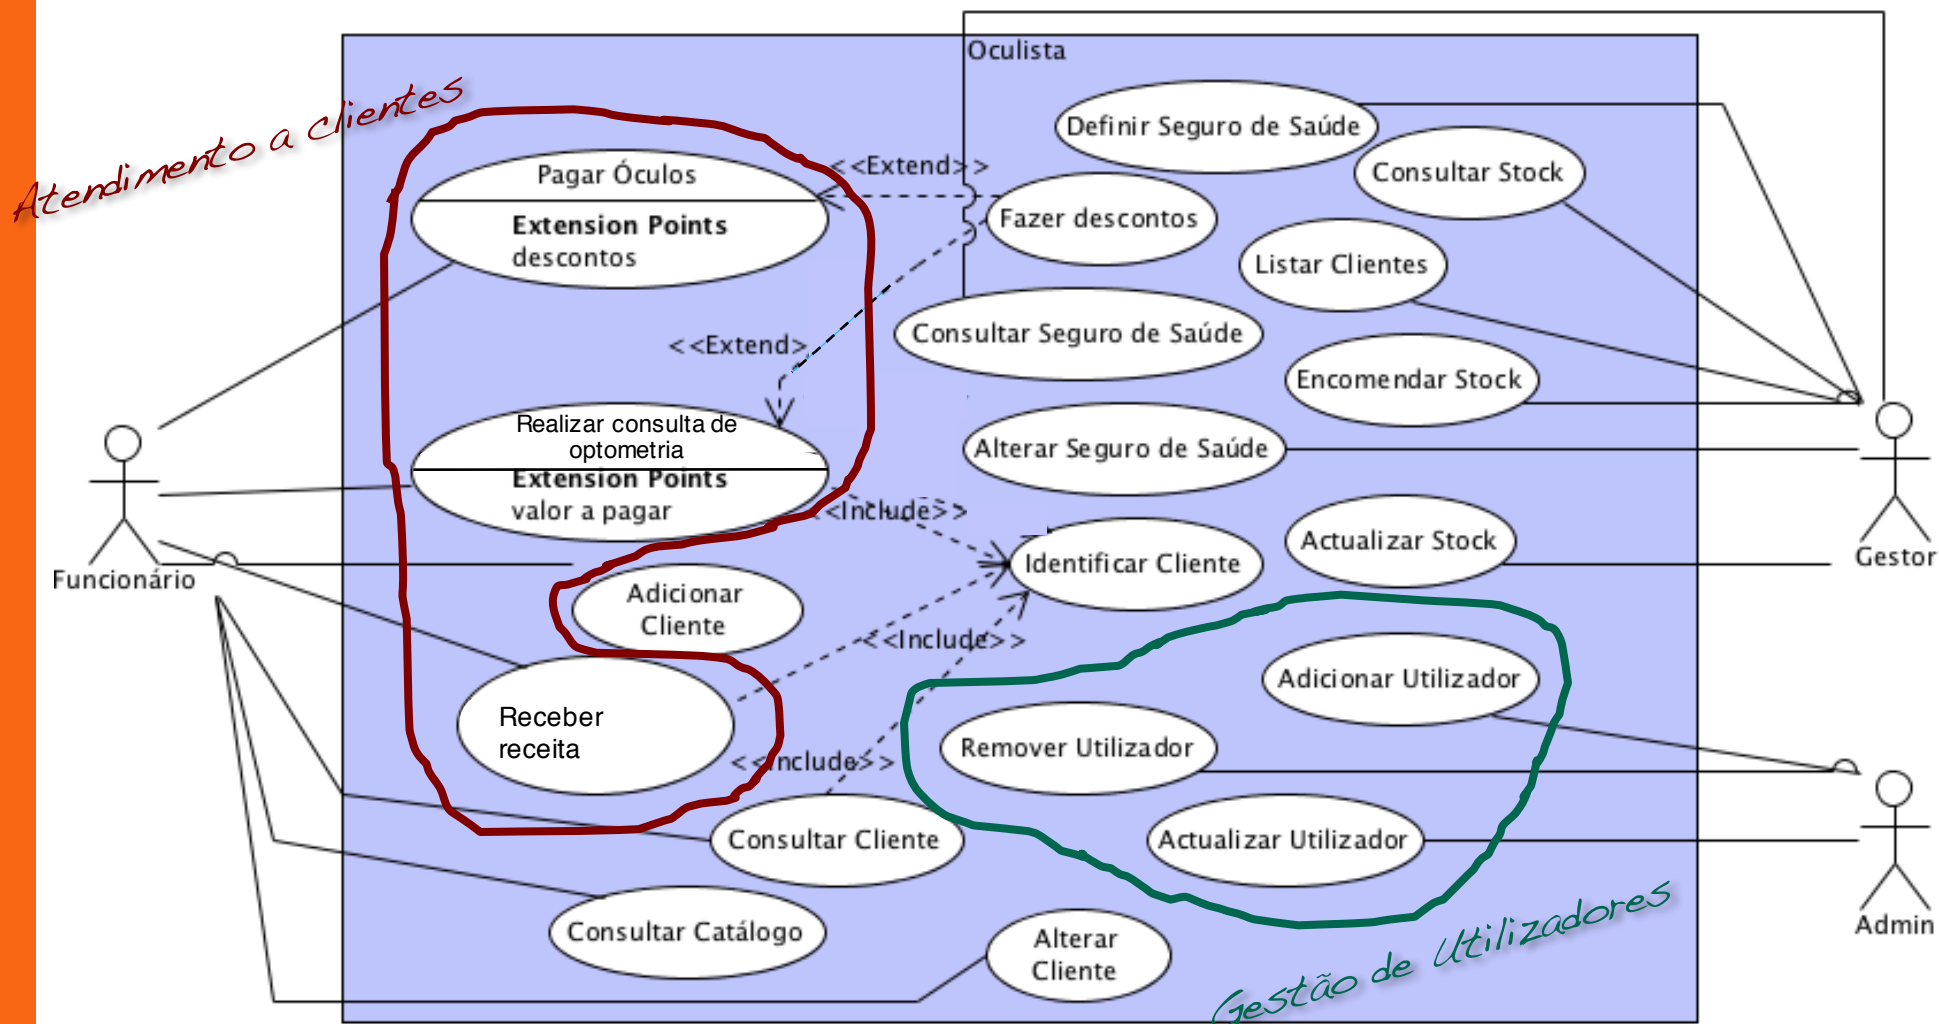 Oculista
Atendimento a clientes
Definir Seguro de Saúde
Pagar Óculos
<<Extend>>
Consultar Stock
Extension Points
descontos
Fazer descontos
Listar Clientes
<<Extend>
Consultar Seguro de Saúde
Encomendar Stock
Realizar consulta de
optometria
Extension Points
valor a pagar
Alterar Seguro de Saúde
<<Include>>
Identificar Cliente
Actualizar Stock
Gestor
Funcionário
Adicionar
Cliente
<<Include>>
Adicionar Utilizador
Receber
receita
Remover Utilizador
<<Include>>
Consultar Cliente
Actualizar Utilizador
Consultar Catálogo
Alterar
Cliente
Admin
Gestão de Utilizadores